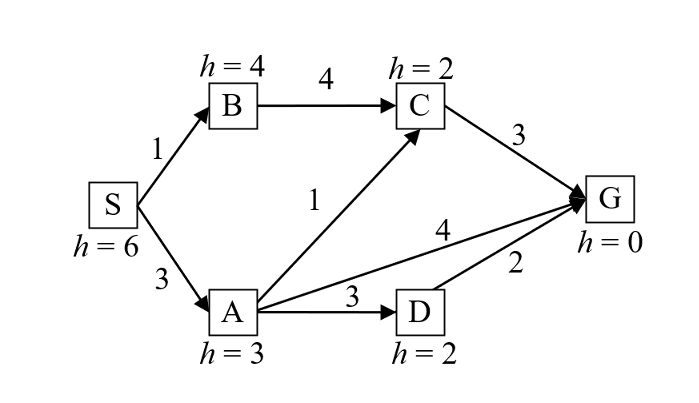 h = 4
h = 2
B
4
C
1
3
1
S
G
h = 6
4
h = 0
3
2
3
A
D
h = 3
h = 2